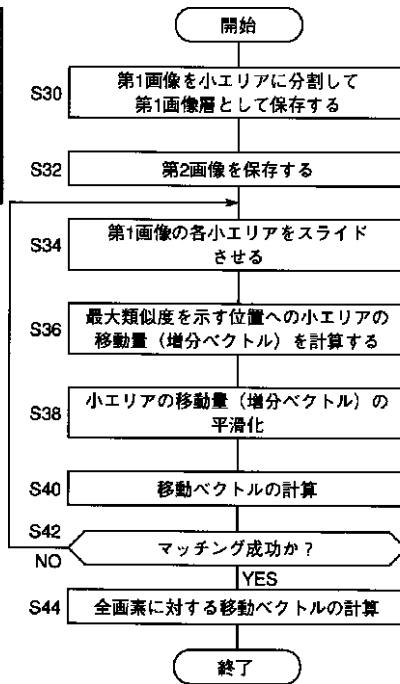 開始
S30
第1画像を小エリアに分割して
第1画像層として保存する
S32
第2画像を保存する
S34
第1画像の各小エリアをスライド
させる
S36
最大類似度を示す位置への小エリアの
移動量（増分ベクトル）を計算する
S38
小エリアの移動量（増分ベクトル）の
平滑化
S40
移動ベクトルの計算
S42
マッチング成功か？
NO
YES
S44
全画素に対する移動ベクトルの計算
終了